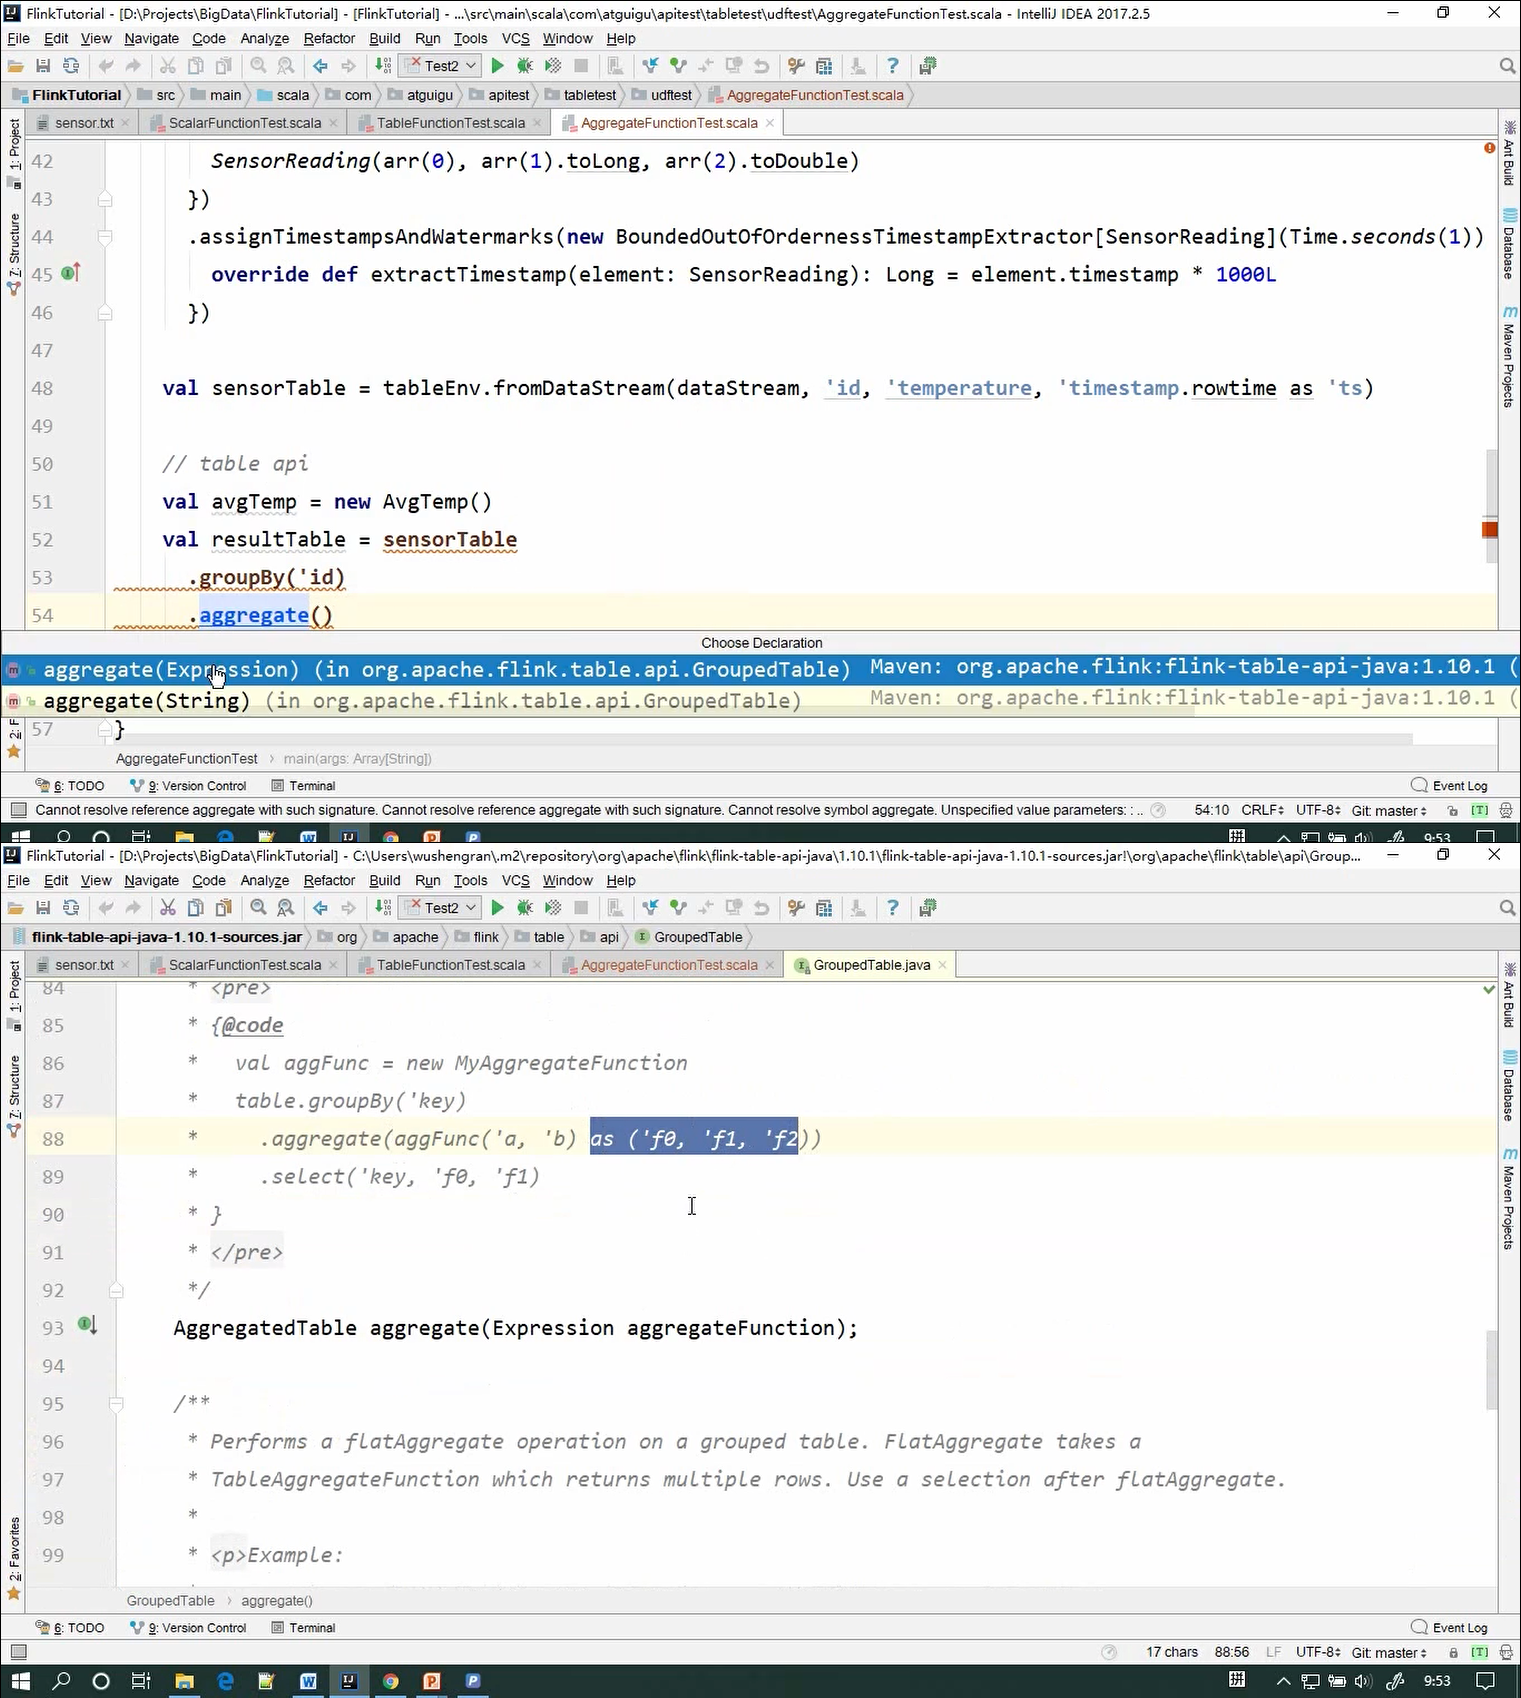 FlinkTutorial - [D:\Projects\BigData\FlinkTutorial] - [FlinkTutorial] - ...\src\main\scala\com\atguigu\apitest\tabletest\udftest\AggregateFunctionTest.scala - IntelliJ IDEA 2017.2.5
File Edit View Navigate Code Analyze Refactor Build Run Tools VCS Window Help
Test2
FlinkTutorial src main scala com atguigu apitest tabletest udftest AggregateFunctionTest.scala
sensor.txt ScalarFunctionTest.scala TableFunctionTest.scala AggregateFunctionTest.scala
1: Project
7: Structure
Ant Build
Database
Maven Projects
42 SensorReading(arr(0), arr(1).toLong, arr(2).toDouble)
43 })
44 .assignTimestampsAndWatermarks(new BoundedOutOfOrdernessTimestampExtractor[SensorReading](Time.seconds(1))
45 override def extractTimestamp(element: SensorReading): Long = element.timestamp * 1000L
46 })
47
48 val sensorTable = tableEnv.fromDataStream(dataStream, 'id, 'temperature, 'timestamp.rowtime as 'ts)
49
50 // table api
51 val avgTemp = new AvgTemp()
52 val resultTable = sensorTable
53 .groupBy('id)
54 .aggregate()
Choose Declaration
aggregate(Expression) (in org.apache.flink.table.api.GroupedTable) Maven: org.apache.flink:flink-table-api-java:1.10.1 (
aggregate(String) (in org.apache.flink.table.api.GroupedTable) Maven: org.apache.flink:flink-table-api-java:1.10.1 (
57 }
AggregateFunctionTest main(args: Array[String])
6: TODO 9: Version Control Terminal Event Log
Cannot resolve reference aggregate with such signature. Cannot resolve reference aggregate with such signature. Cannot resolve symbol aggregate. Unspecified value parameters: : .. 54:10 CRLF UTF-8 Git: master [T]
9:53
FlinkTutorial - [D:\Projects\BigData\FlinkTutorial] - C:\Users\wushengran\.m2\repository\org\apache\flink\flink-table-api-java\1.10.1\flink-table-api-java-1.10.1-sources.jar!\org\apache\flink\table\api\Group...
File Edit View Navigate Code Analyze Refactor Build Run Tools VCS Window Help
Test2
flink-table-api-java-1.10.1-sources.jar org apache flink table api GroupedTable
sensor.txt ScalarFunctionTest.scala TableFunctionTest.scala AggregateFunctionTest.scala GroupedTable.java
1: Project
7: Structure
2: Favorites
Ant Build
Database
Maven Projects
84 * <pre>
85 * {@code
86 * val aggFunc = new MyAggregateFunction
87 * table.groupBy('key)
88 * .aggregate(aggFunc('a, 'b) as ('f0, 'f1, 'f2))
89 * .select('key, 'f0, 'f1)
90 * }
91 * </pre>
92 */
93 AggregatedTable aggregate(Expression aggregateFunction);
94
95 /**
96 * Performs a flatAggregate operation on a grouped table. FlatAggregate takes a
97 * TableAggregateFunction which returns multiple rows. Use a selection after flatAggregate.
98 *
99 * <p>Example:
GroupedTable aggregate()
6: TODO 9: Version Control Terminal Event Log
17 chars 88:56 LF UTF-8 Git: master [T]
拼 9:53